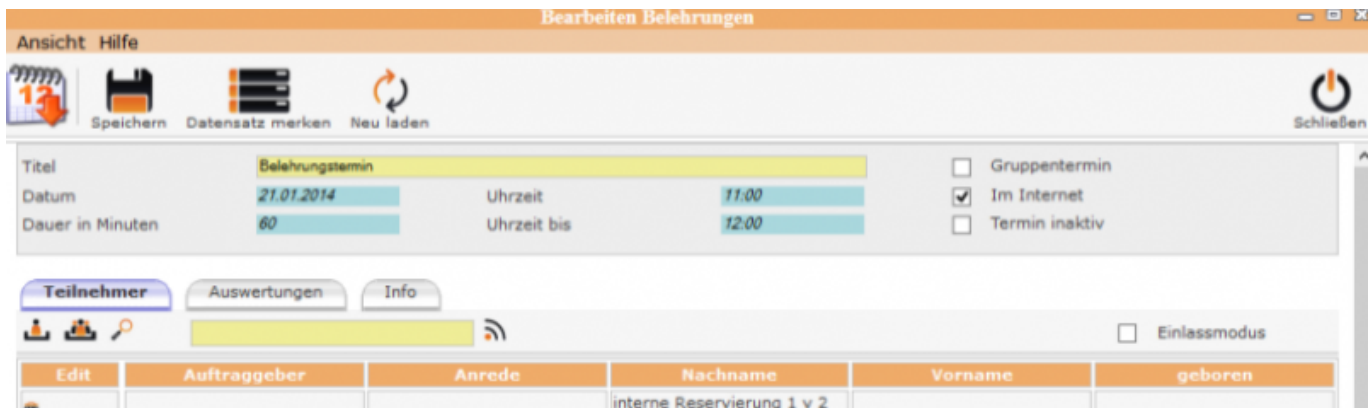 Bearbeiten Belehrungen
Ansicht Hilfe
12
Speichern Datensatz merken Neu laden Schließen
Titel Belehrungstermin Gruppentermin
Datum 21.01.2014 Uhrzeit 11:00 Im Internet
Dauer in Minuten 60 Uhrzeit bis 12:00 Termin inaktiv
Teilnehmer Auswertungen Info
Einlassmodus
Edit Auftraggeber Anrede Nachname Vorname geboren
interne Reservierung 1 v 2